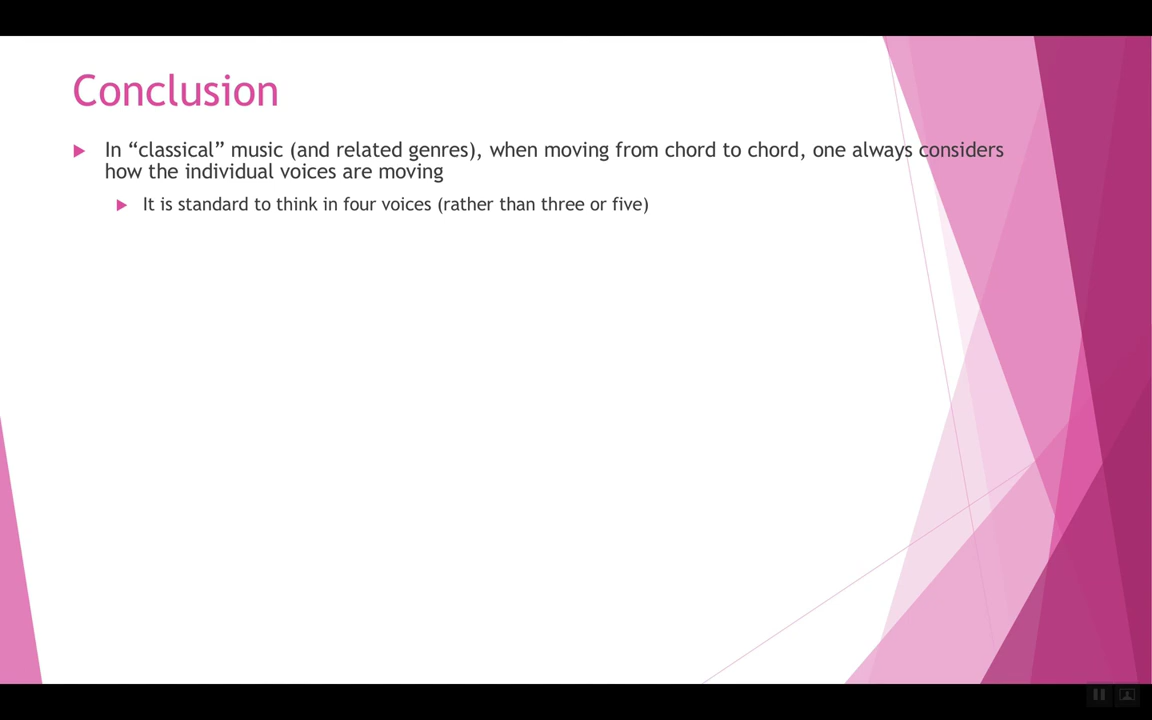 Conclusion
In “classical” music (and related genres), when moving from chord to chord, one always considers
how the individual voices are moving
It is standard to think in four voices (rather than three or five)